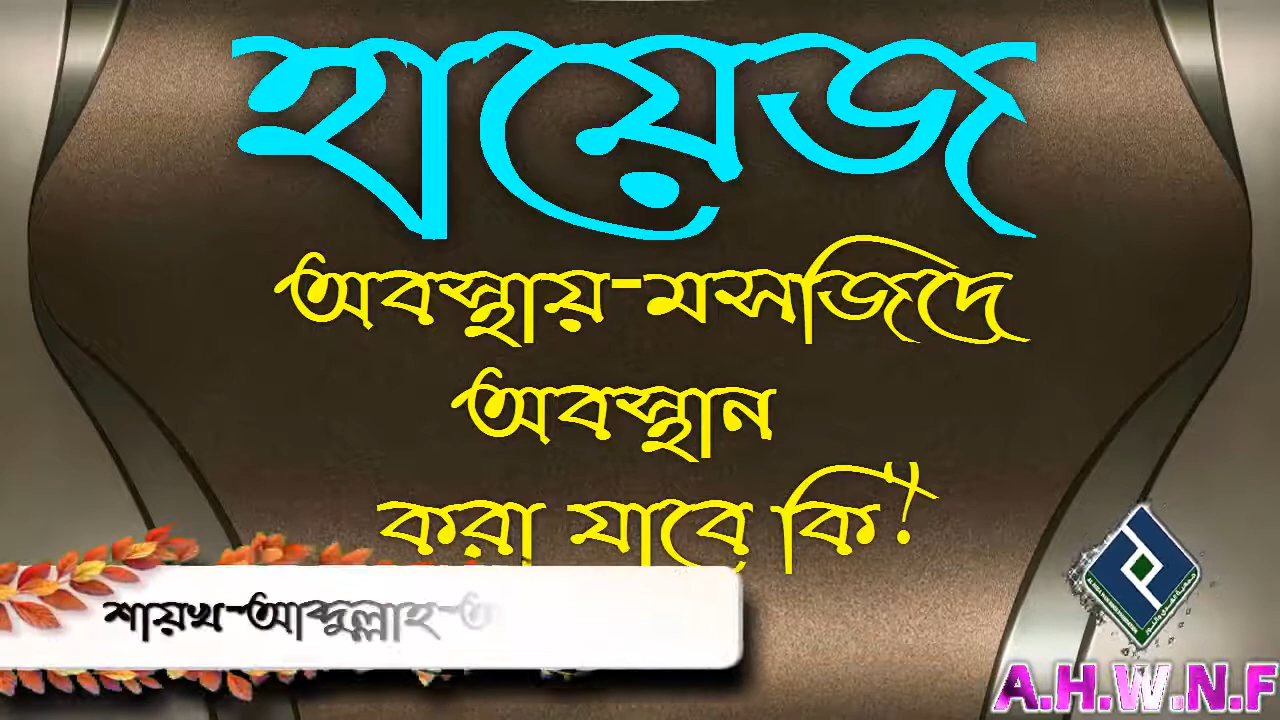 হায়েজ
অবস্থায়-মসজিদে
অবস্থান
করা যাবে কি!
শায়খ-আব্দুল্লাহ-
A.H.W.N.F